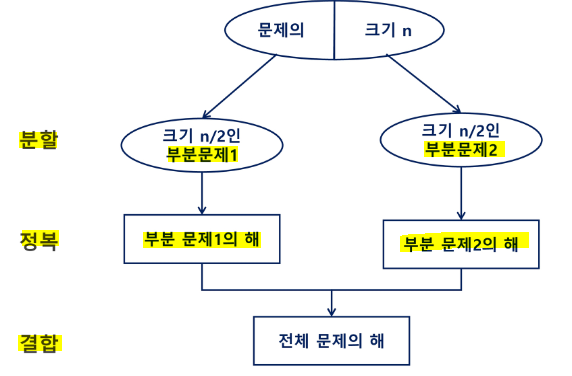 문제의 크기 n
분할
크기 n/2인
부분문제1
크기 n/2인
부분문제2
정복
부분 문제1의 해
부분 문제2의 해
결합
전체 문제의 해